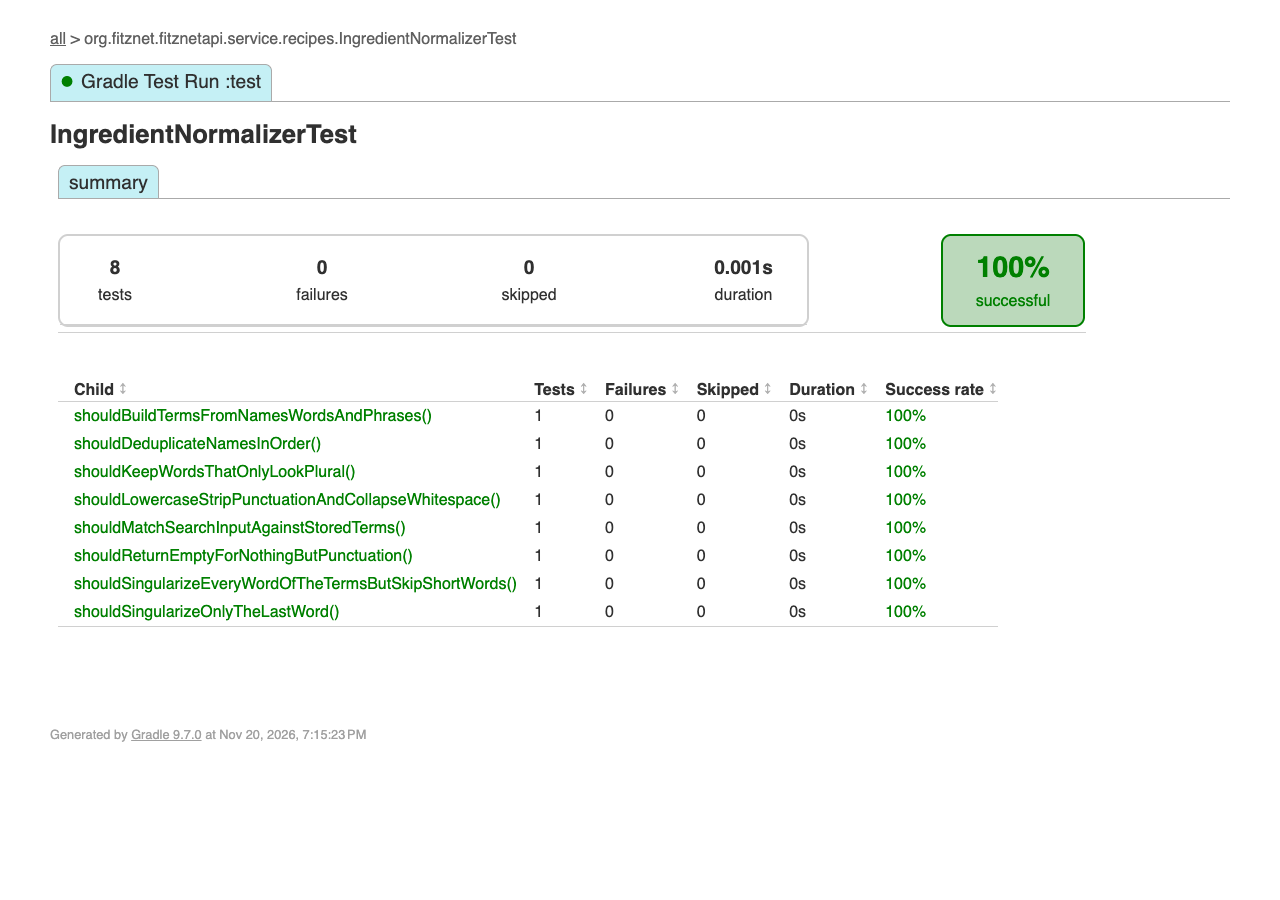 all > org.fitznet.fitznetapi.service.recipes.IngredientNormalizerTest
Gradle Test Run :test
IngredientNormalizerTest
summary
8 0 0 0.001s 100%
tests failures skipped duration successful
Child Tests Failures Skipped Duration Success rate
shouldBuildTermsFromNamesWordsAndPhrases() 1 0 0 0s 100%
shouldDeduplicateNamesInOrder() 1 0 0 0s 100%
shouldKeepWordsThatOnlyLookPlural() 1 0 0 0s 100%
shouldLowercaseStripPunctuationAndCollapseWhitespace() 1 0 0 0s 100%
shouldMatchSearchInputAgainstStoredTerms() 1 0 0 0s 100%
shouldReturnEmptyForNothingButPunctuation() 1 0 0 0s 100%
shouldSingularizeEveryWordOfTheTermsButSkipShortWords() 1 0 0 0s 100%
shouldSingularizeOnlyTheLastWord() 1 0 0 0s 100%
Generated by Gradle 9.7.0 at Nov 20, 2026, 7:15:23 PM